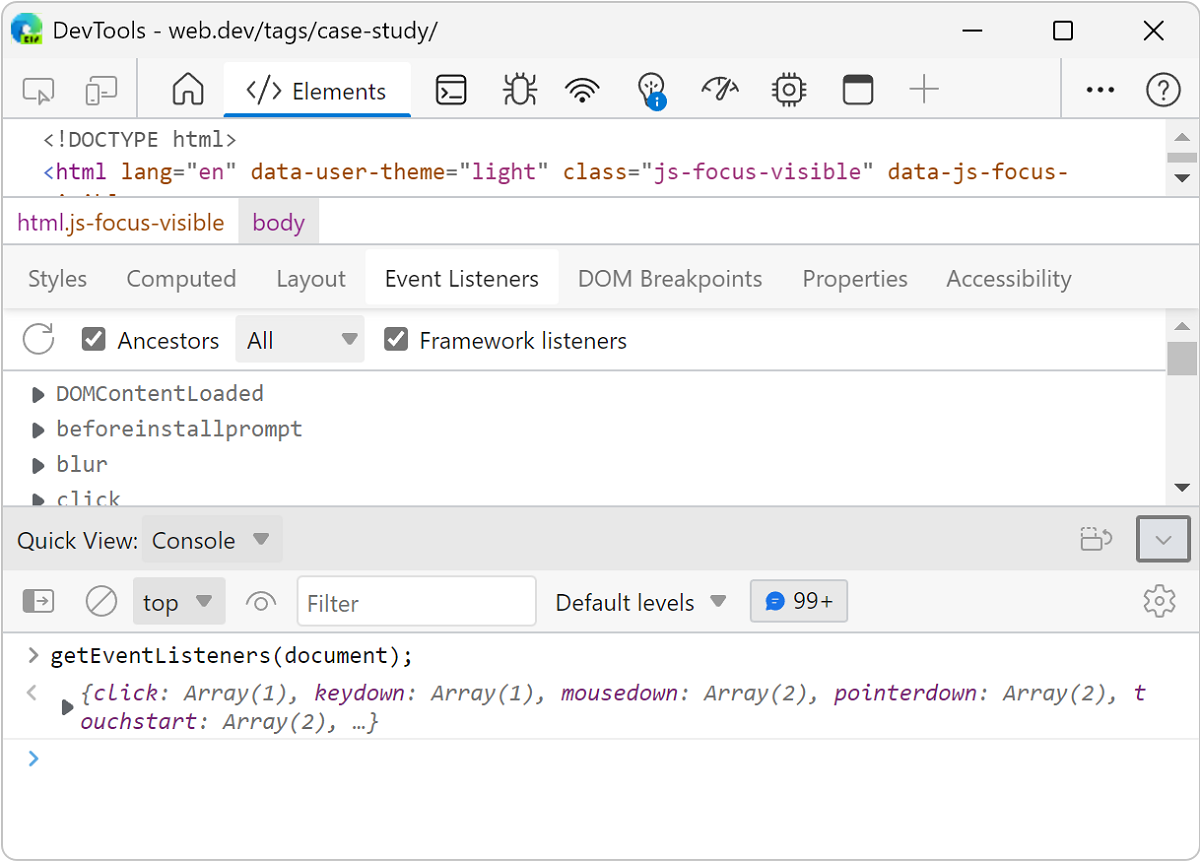 DevTools - web.dev/tags/case-study/
</> Elements
<!DOCTYPE html>
<html lang="en" data-user-theme="light" class="js-focus-visible" data-js-focus-
html.js-focus-visible body
Styles Computed Layout Event Listeners DOM Breakpoints Properties Accessibility
Ancestors All Framework listeners
DOMContentLoaded
beforeinstallprompt
blur
click
Quick View: Console
top Filter Default levels 99+
> getEventListeners(document);
< {click: Array(1), keydown: Array(1), mousedown: Array(2), pointerdown: Array(2), t
ouchstart: Array(2), …}
>